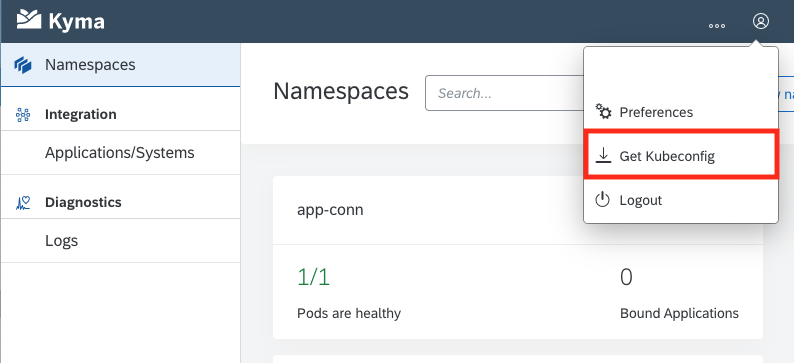 Kyma
Namespaces
Integration
Applications/Systems
Diagnostics
Logs
Namespaces
Search...
Preferences
Get Kubeconfig
Logout
app-conn
1/1
Pods are healthy
0
Bound Applications